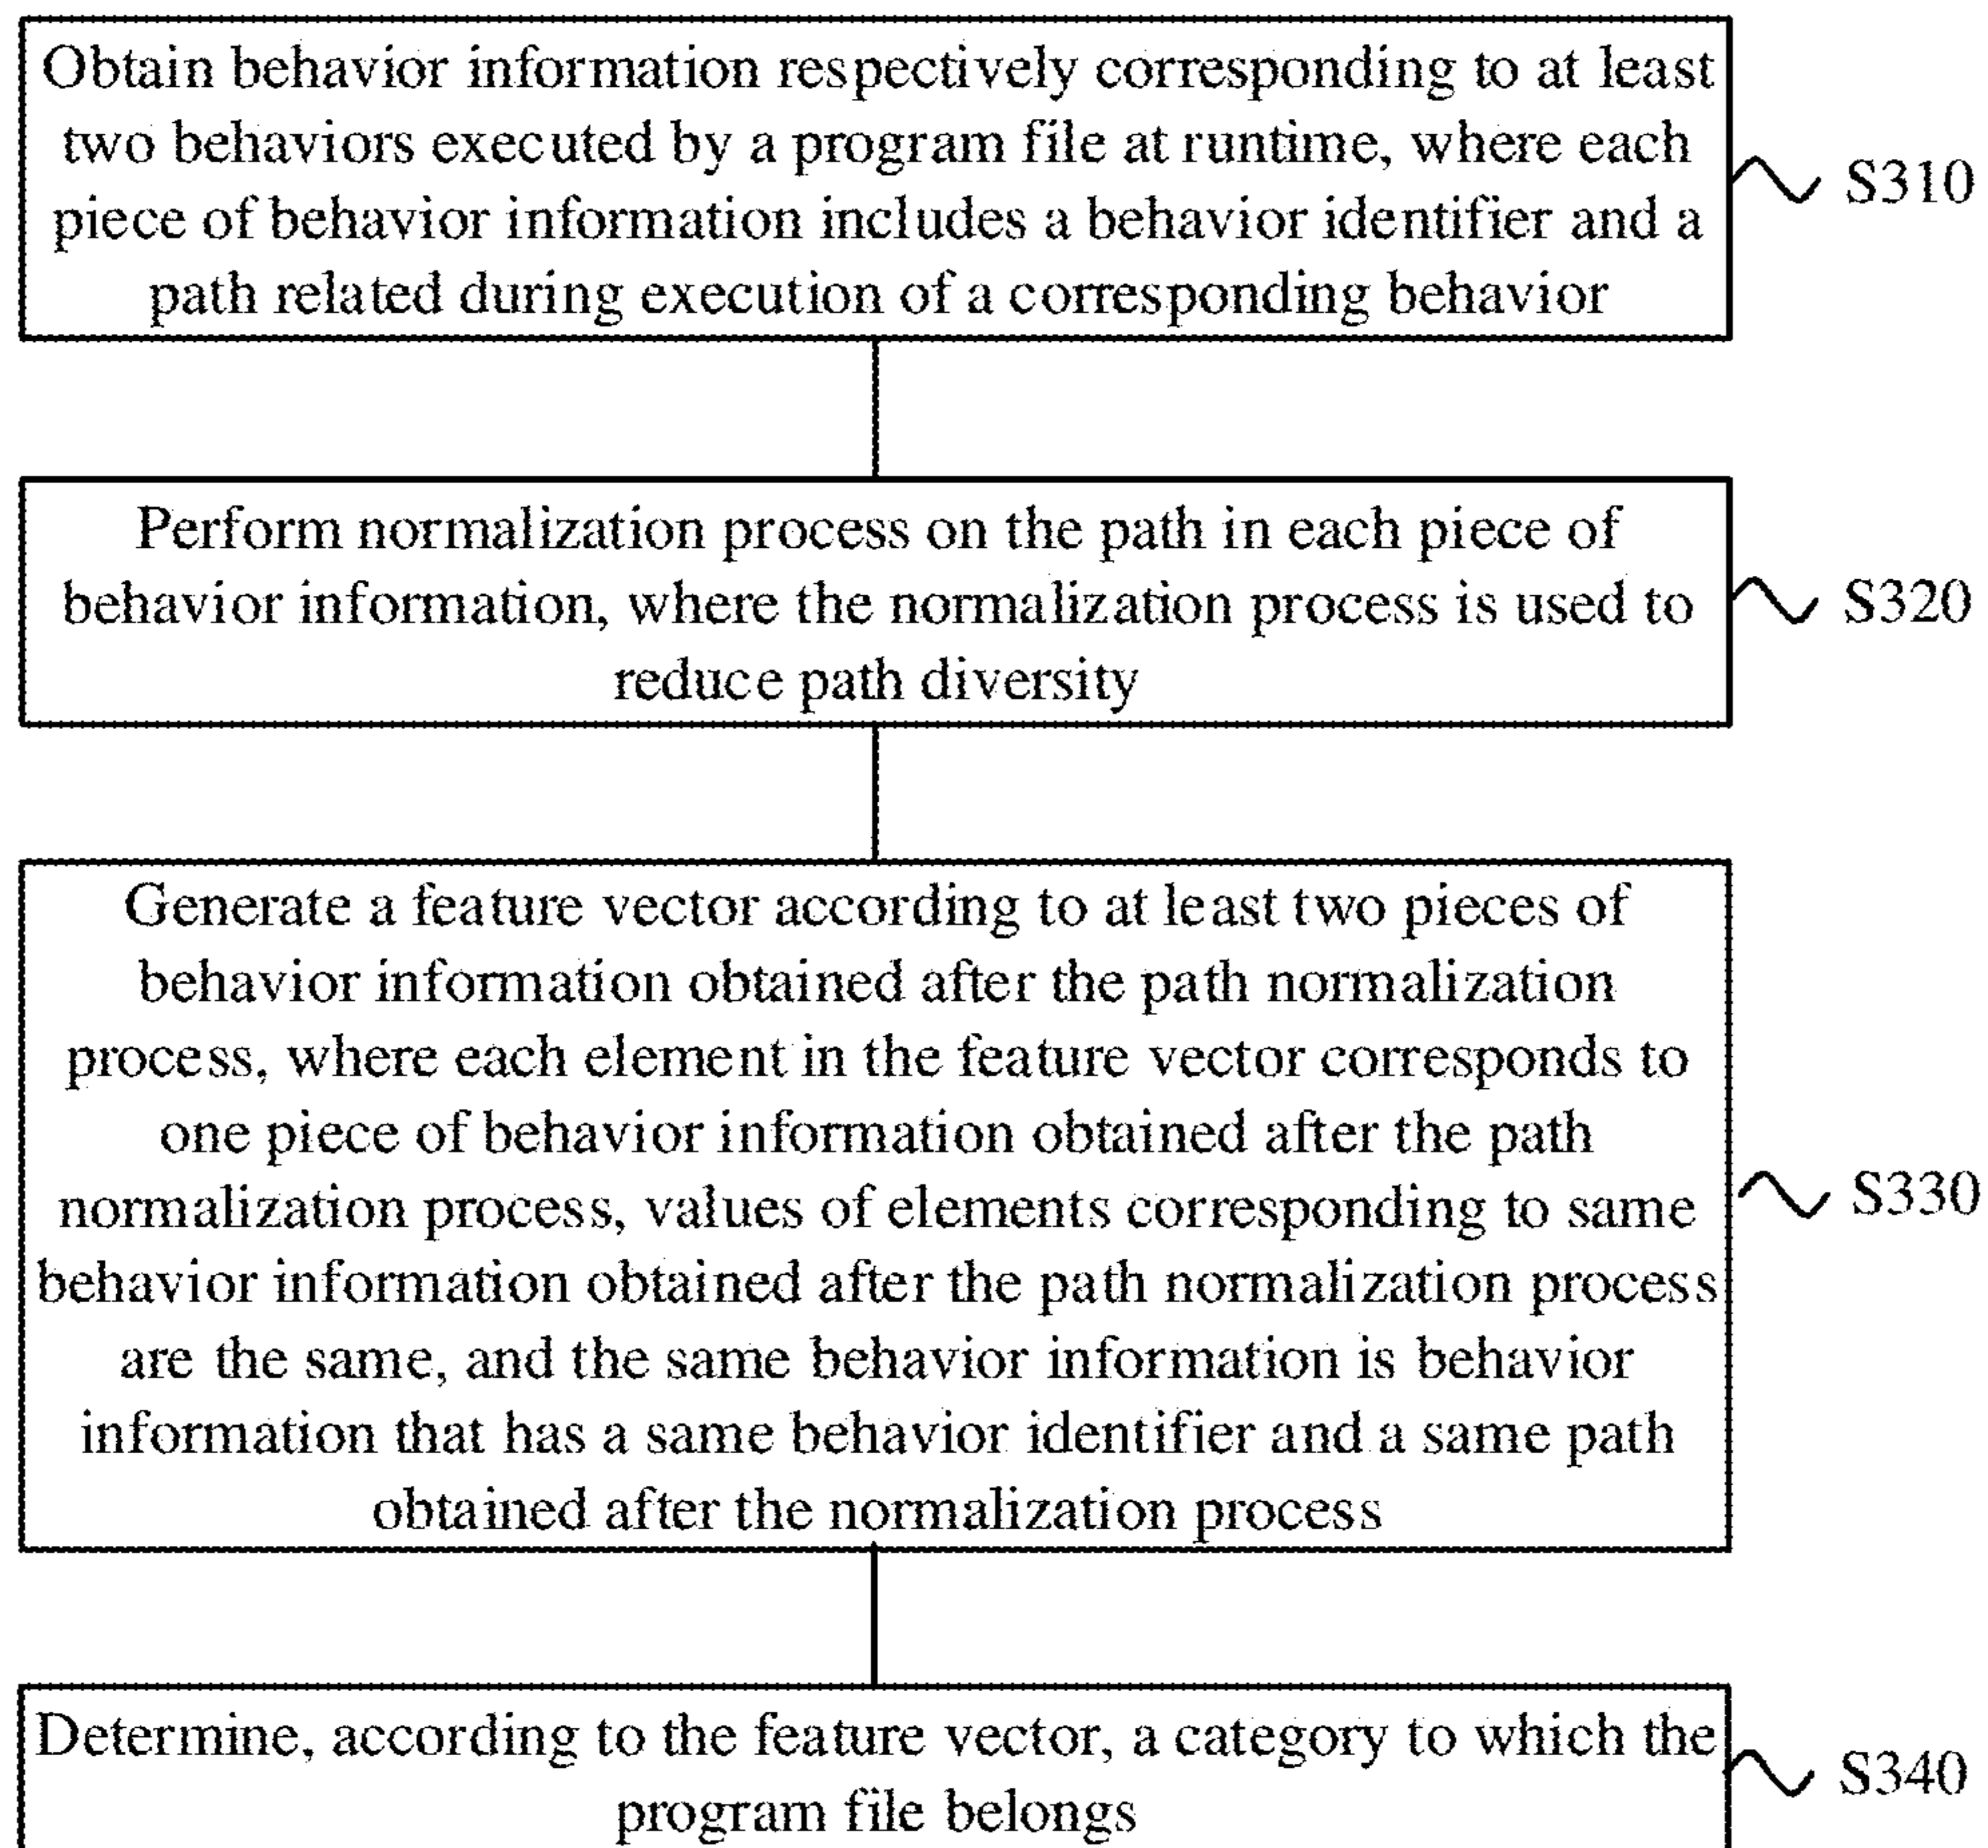 Obtain behavior information respectively corresponding to at least
two behaviors executed by a program file at runtime, where each
piece of behavior information includes a behavior identifier and a
path related during execution of a corresponding behavior
S310
Perform normalization process on the path in each piece of
behavior information, where the normalization process is used to
reduce path diversity
S320
Generate a feature vector according to at least two pieces of
behavior information obtained after the path normalization
process, where each element in the feature vector corresponds to
one piece of behavior information obtained after the path
normalization process, values of elements corresponding to same
behavior information obtained after the path normalization process
are the same, and the same behavior information is behavior
information that has a same behavior identifier and a same path
obtained after the normalization process
S330
Determine, according to the feature vector, a category to which the
program file belongs
S340